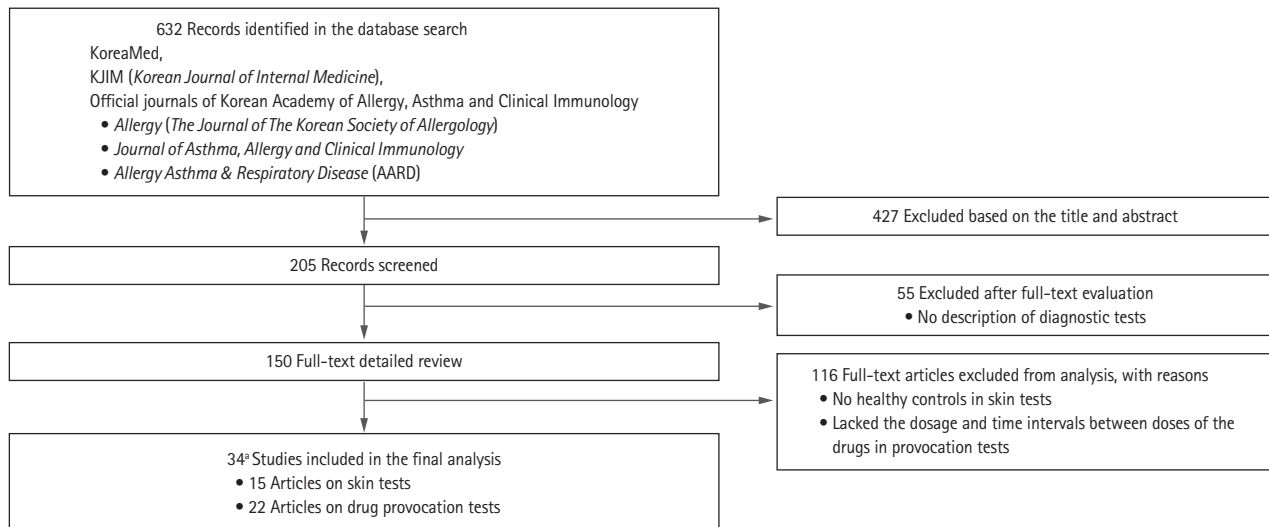 632 Records identified in the database search
KoreaMed,
KJIM (Korean Journal of Internal Medicine),
Official journals of Korean Academy of Allergy, Asthma and Clinical Immunology
• Allergy (The Journal of The Korean Society of Allergology)
• Journal of Asthma, Allergy and Clinical Immunology
• Allergy Asthma & Respiratory Disease (AARD)
427 Excluded based on the title and abstract
205 Records screened
55 Excluded after full-text evaluation
• No description of diagnostic tests
150 Full-text detailed review
116 Full-text articles excluded from analysis, with reasons
• No healthy controls in skin tests
• Lacked the dosage and time intervals between doses of the
drugs in provocation tests
34ᵃ Studies included in the final analysis
• 15 Articles on skin tests
• 22 Articles on drug provocation tests